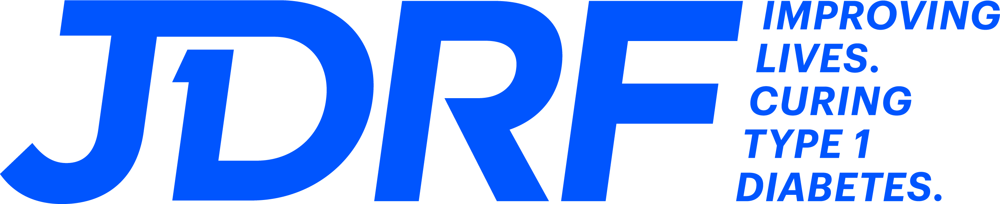 JDRF
IMPROVING
LIVES.
CURING
TYPE 1
DIABETES.